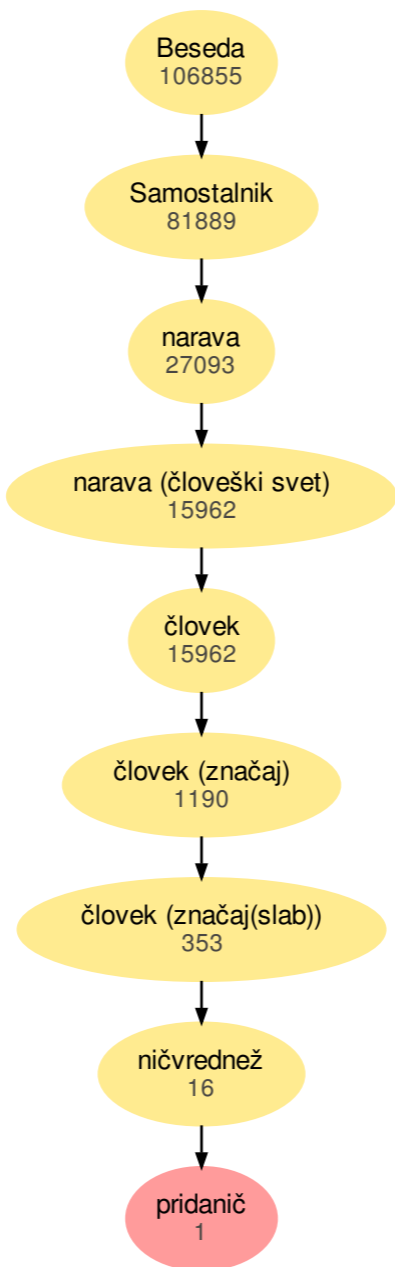 Beseda
106855
Samostalnik
81889
narava
27093
narava (človeški svet)
15962
človek
15962
človek (značaj)
1190
človek (značaj(slab))
353
ničvrednež
16
pridanič
1